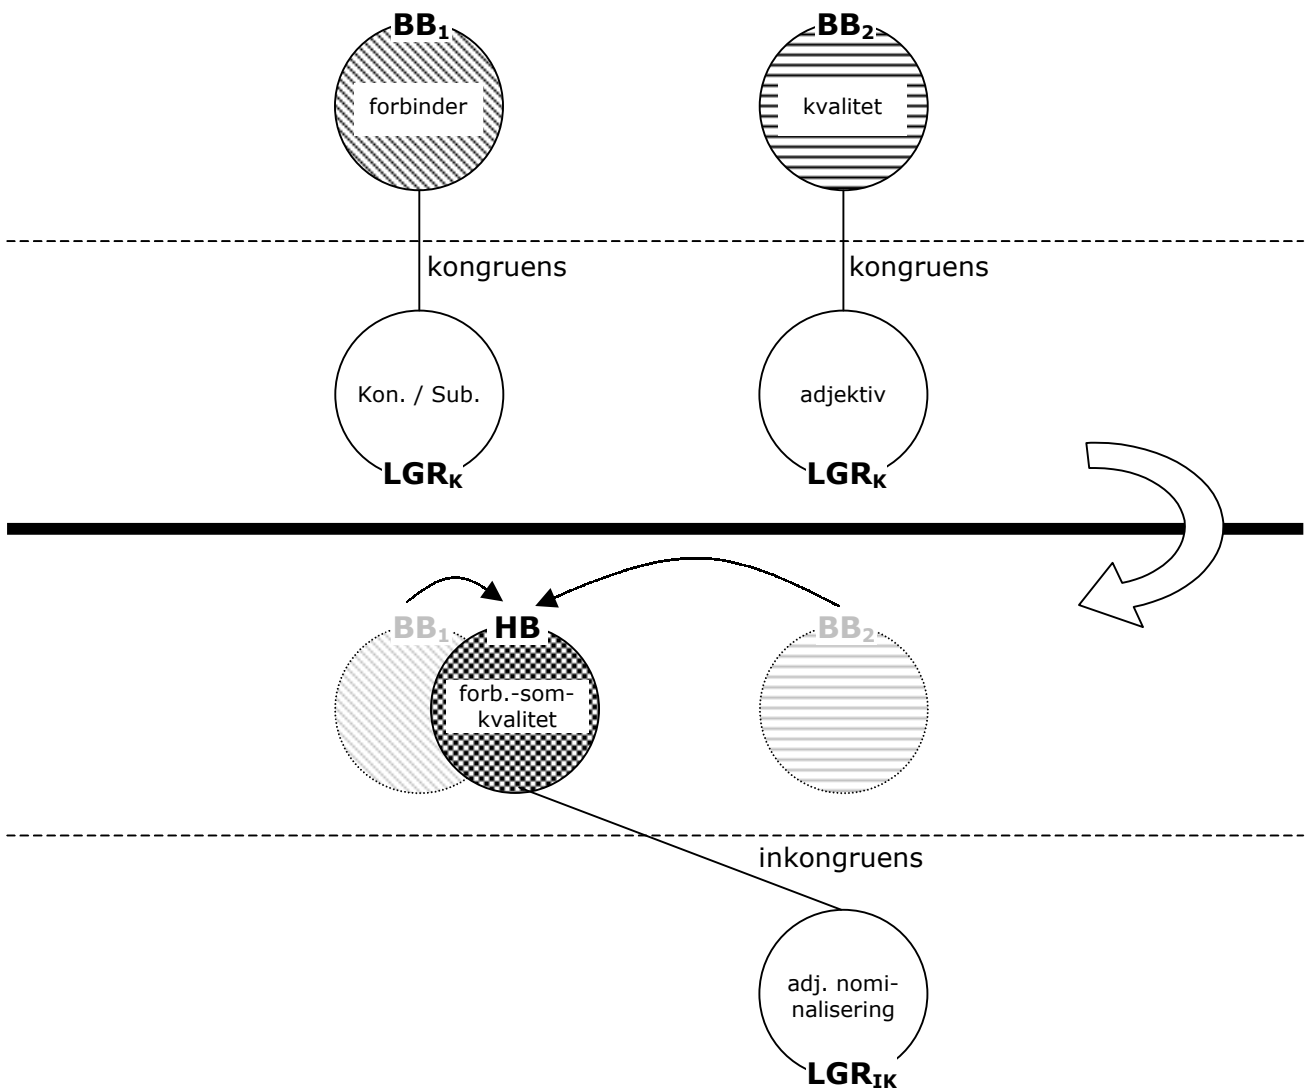 BB₁
BB₂
forbinder
kvalitet
kongruens
kongruens
Kon. / Sub.
adjektiv
LGR_K
LGR_K
BB₁
HB
BB₂
forb.-som-
kvalitet
inkongruens
adj. nomi-
nalisering
LGR_IK